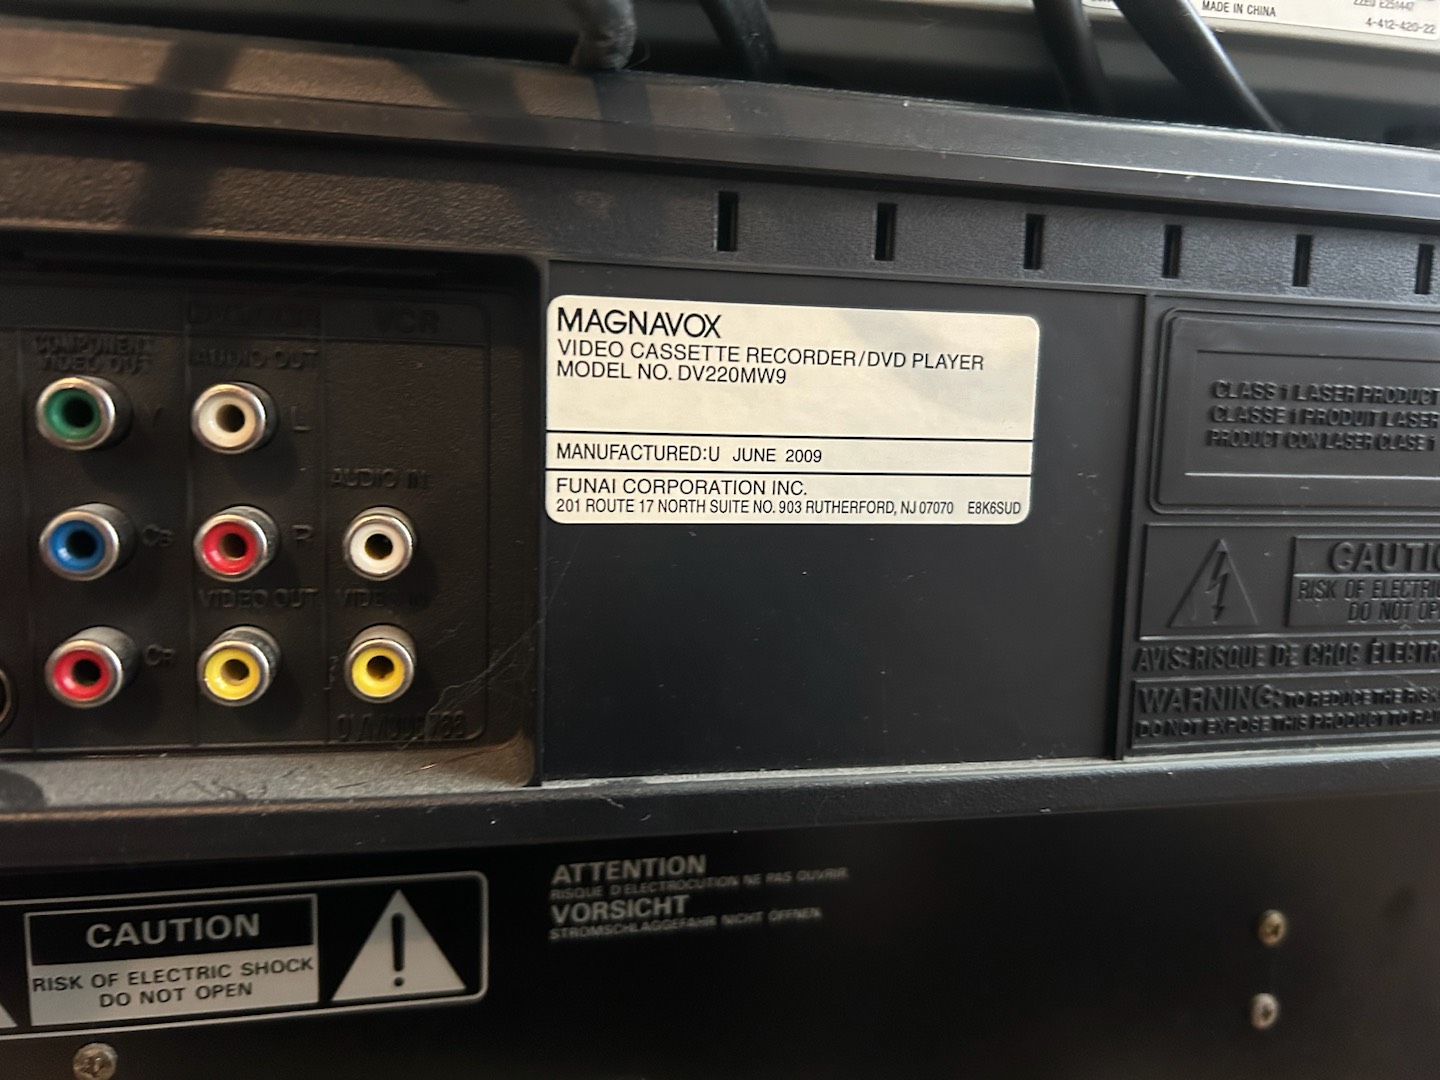 MADE IN CHINA
4-412-420-22
COMPONENT
VIDEO OUT
Y
CB
CR
AUDIO OUT
L
R
VIDEO OUT
VCR
AUDIO IN
VIDEO IN
MAGNAVOX
VIDEO CASSETTE RECORDER/DVD PLAYER
MODEL NO. DV220MW9
MANUFACTURED:U JUNE 2009
FUNAI CORPORATION INC.
201 ROUTE 17 NORTH SUITE NO. 903 RUTHERFORD, NJ 07070 E8K6SUD
CLASS 1 LASER PRODUCT
CLASSE 1 PRODUIT LASER
PRODUCT CON LASER CLASE 1
CAUTIO
RISK OF ELECTRIC
DO NOT OPE
AVIS:RISQUE DE CHOC ÉLECTR
WARNING: TO REDUCE THE RISK
DO NOT EXPOSE THIS PRODUCT TO RA
CAUTION
RISK OF ELECTRIC SHOCK
DO NOT OPEN
ATTENTION
RISQUE D'ELECTROCUTION NE PAS OUVRIR
VORSICHT
STROMSCHLAGGEFAHR NICHT ÖFFNEN